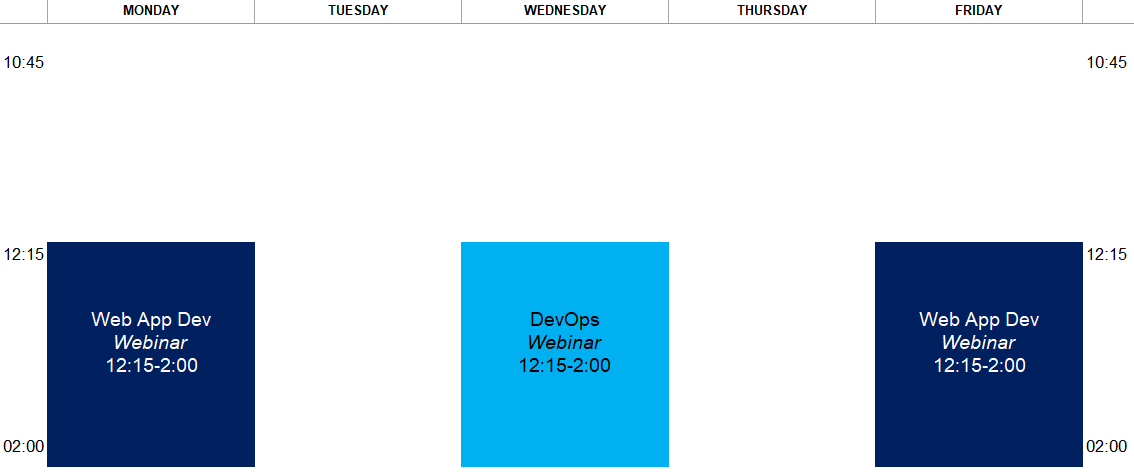 MONDAY TUESDAY WEDNESDAY THURSDAY FRIDAY
10:45 10:45
12:15 12:15
Web App Dev DevOps Web App Dev
Webinar Webinar Webinar
12:15-2:00 12:15-2:00 12:15-2:00
02:00 02:00